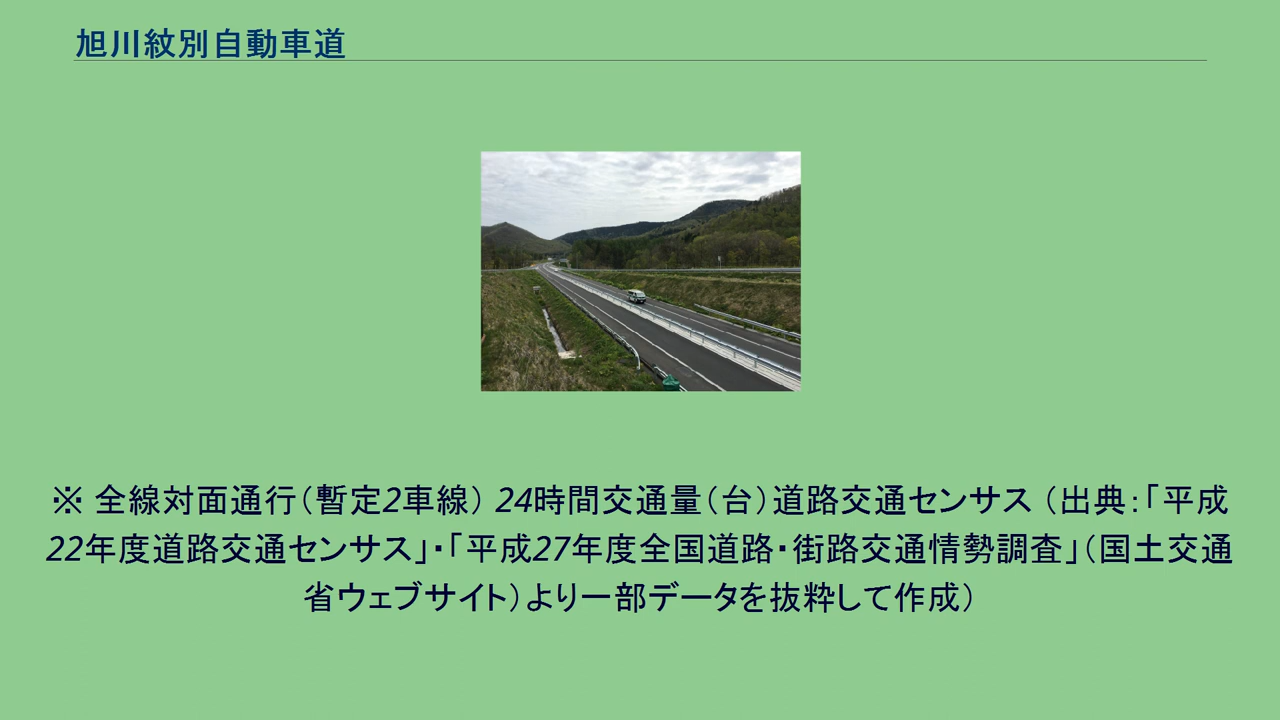 旭川紋別自動車道
※ 全線対面通行（暫定2車線） 24時間交通量（台）道路交通センサス （出典：「平成
22年度道路交通センサス」・「平成27年度全国道路・街路交通情勢調査」（国土交通
省ウェブサイト）より一部データを抜粋して作成）